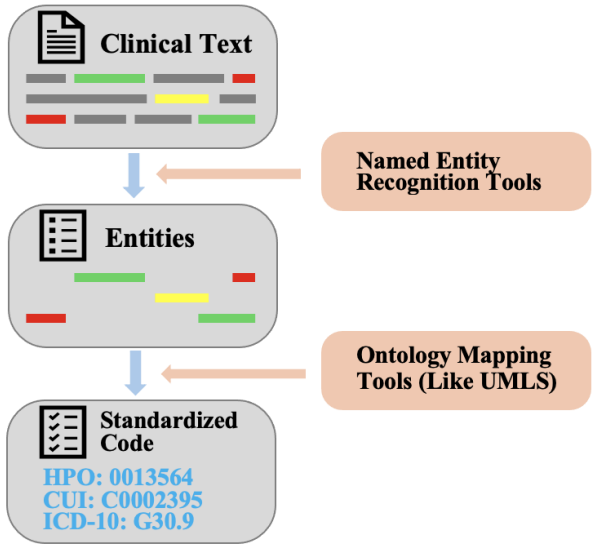 Clinical Text
Named Entity
Recognition Tools
Entities
Ontology Mapping
Tools (Like UMLS)
Standardized
Code
HPO: 0013564
CUI: C0002395
ICD-10: G30.9